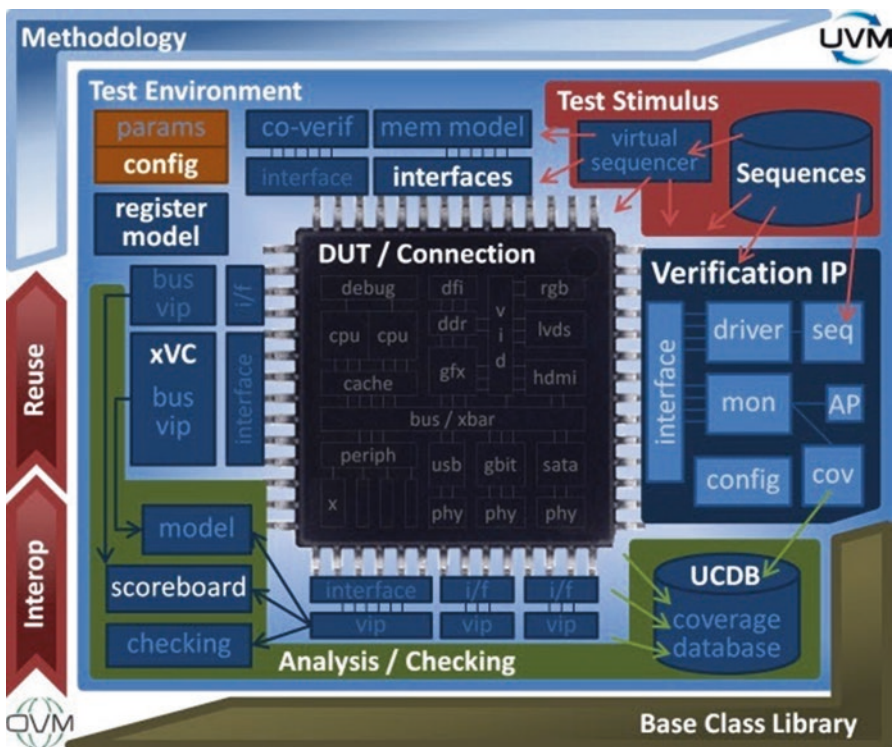 Methodology
UVM
Test Environment
params
config
co-verif
mem model
interface
interfaces
register
model
Test Stimulus
virtual
sequencer
Sequences
DUT / Connection
debug
dfi
v
i
d
rgb
cpu
cpu
ddr
lvds
cache
gfx
hdmi
bus / xbar
periph
usb
gbit
sata
x
phy
phy
phy
bus
vip
i/f
xVC
bus
vip
interface
Verification IP
interface
driver
seq
mon
AP
config
cov
Reuse
Interop
model
scoreboard
checking
interface
i/f
i/f
vip
vip
vip
Analysis / Checking
UCDB
coverage
database
OVM
Base Class Library